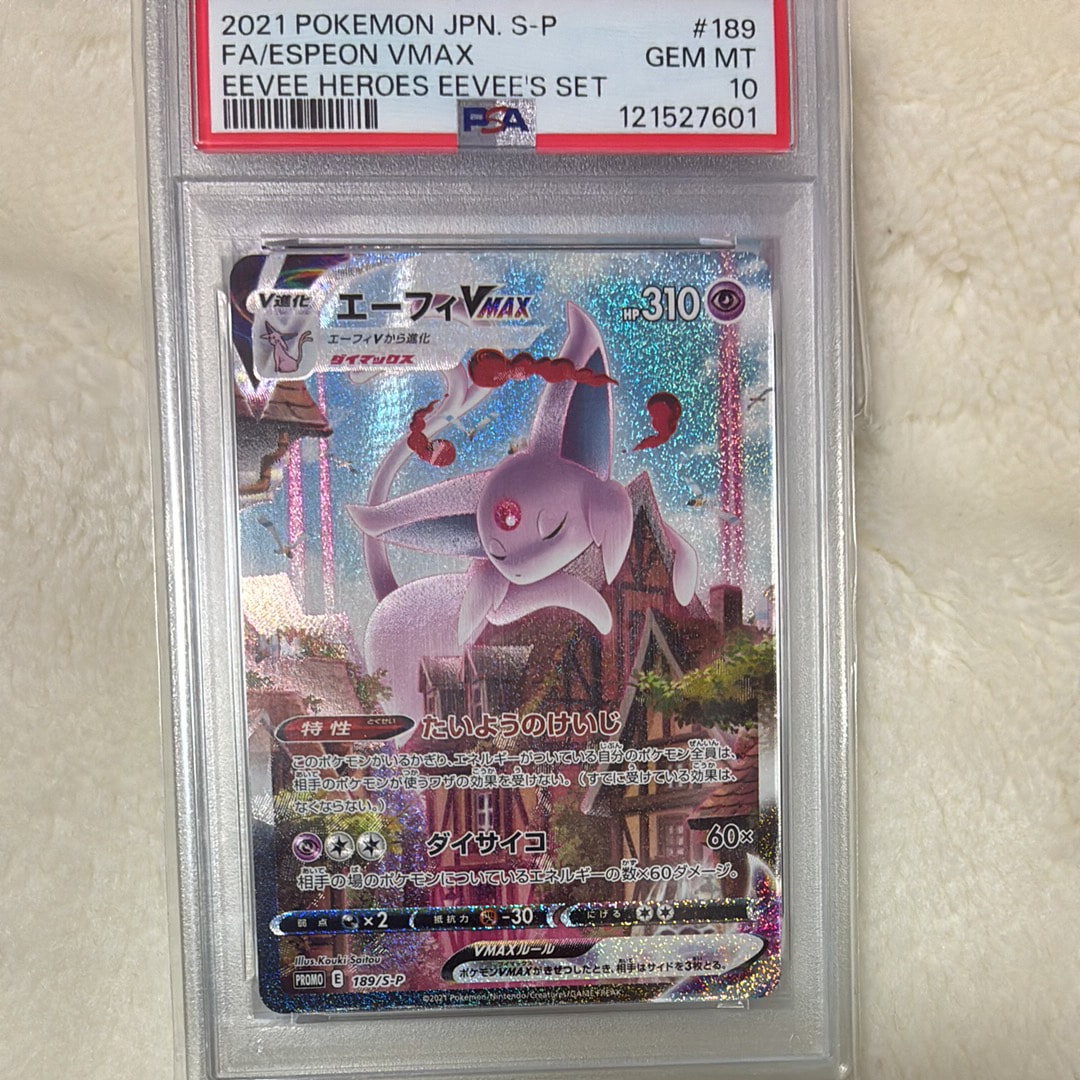 2021 POKEMON JPN. S-P #189
FA/ESPEON VMAX GEM MT
EEVEE HEROES EEVEE'S SET 10
PSA 121527601
V進化 エーフィVMAX HP310
エーフィVから進化
ダイマックス
特性 とくせい たいようのけいじ
このポケモンがいるかぎり、エネルギーがついている自分のポケモン全員は、
相手のポケモンが使うワザの効果を受けない。(すでに受けている効果は、
なくならない。)
ダイサイコ 60×
相手の場のポケモンについているエネルギーの数×60ダメージ。
弱点 ×2 抵抗力 -30 にげる
Illus. Kouki Saitou
VMAXルール
PROMO E 189/S-P
ポケモンVMAXがきぜつしたとき、相手はサイドを3枚とる。
©2021 Pokémon/Nintendo/Creatures/GAME FREAK.